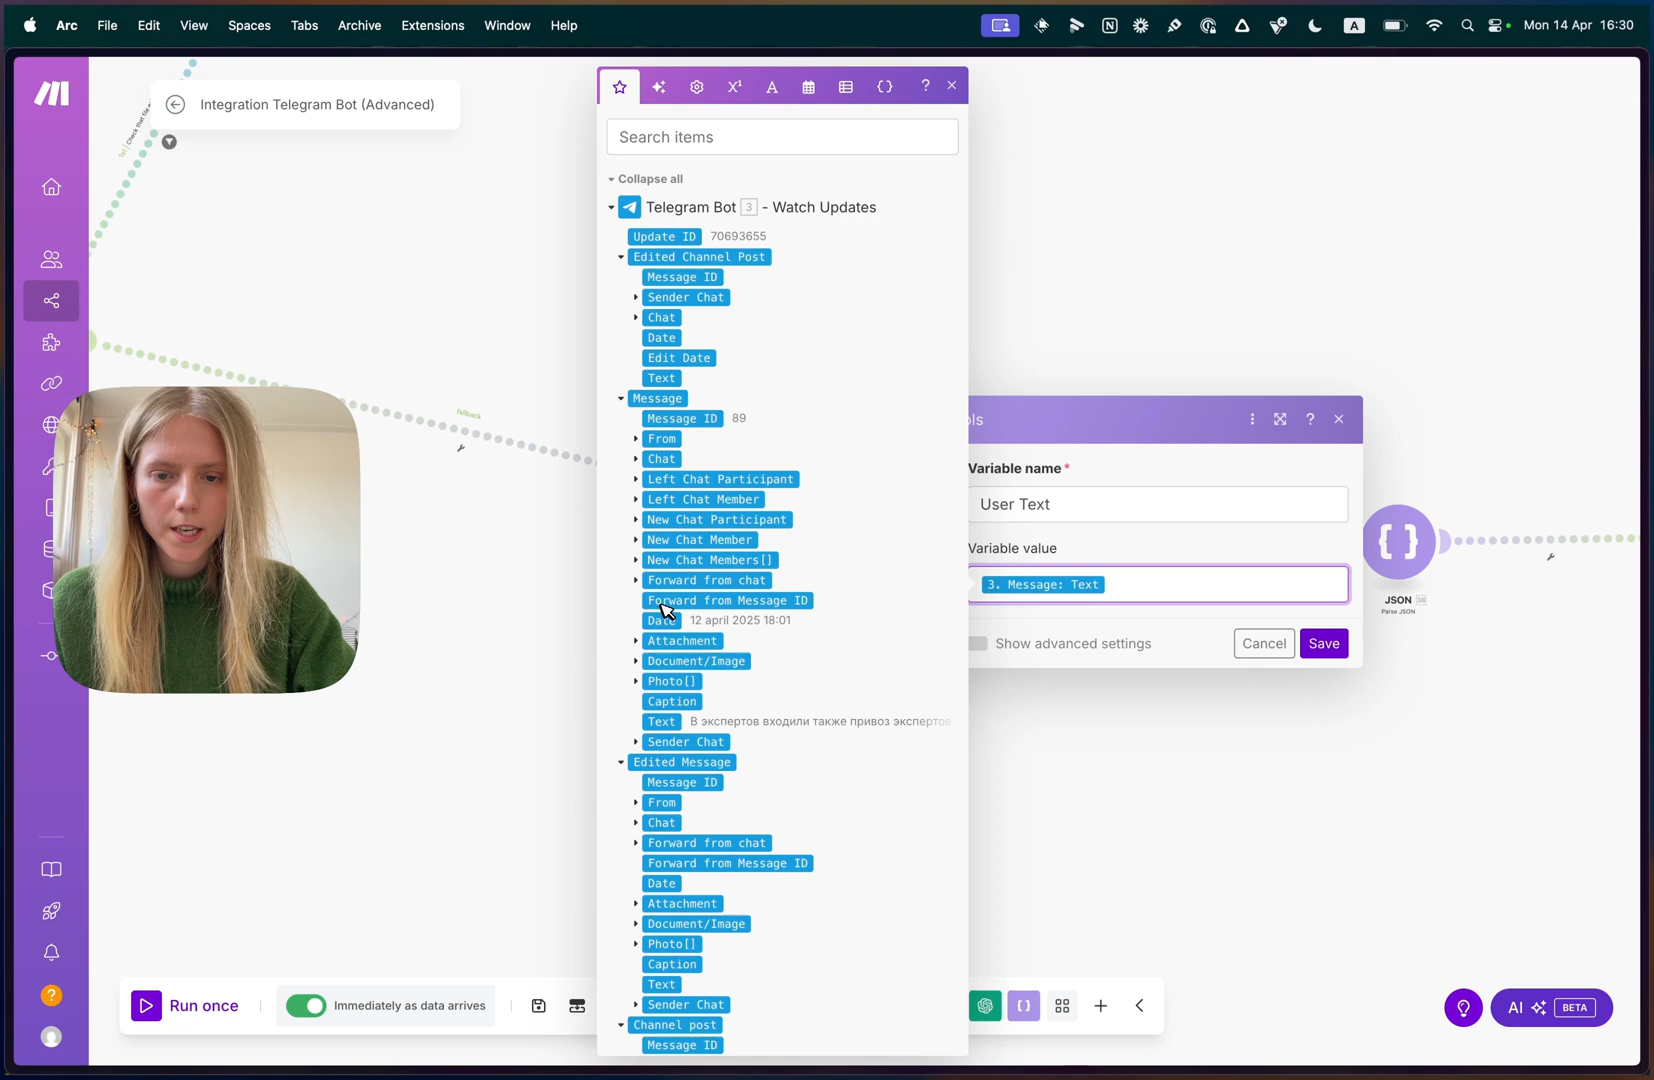 Arc File Edit View Spaces Tabs Archive Extensions Window Help
A
Mon 14 Apr 16:30
Integration Telegram Bot (Advanced)
fallback
Search items
Collapse all
Telegram Bot 3 - Watch Updates
Update ID 70693655
Edited Channel Post
Message ID
Sender Chat
Chat
Date
Edit Date
Text
Message
Message ID 89
From
Chat
Left Chat Participant
Left Chat Member
New Chat Participant
New Chat Member
New Chat Members[]
Forward from chat
Forward from Message ID
Date 12 april 2025 18:01
Attachment
Document/Image
Photo[]
Caption
Text В экспертов входили также привоз экспертов
Sender Chat
Edited Message
Message ID
From
Chat
Forward from chat
Forward from Message ID
Date
Attachment
Document/Image
Photo[]
Caption
Text
Sender Chat
Channel post
Message ID
ols
Variable name*
User Text
Variable value
3. Message: Text
Show advanced settings
Cancel
Save
JSON
Parse JSON
Run once
Immediately as data arrives
AI BETA